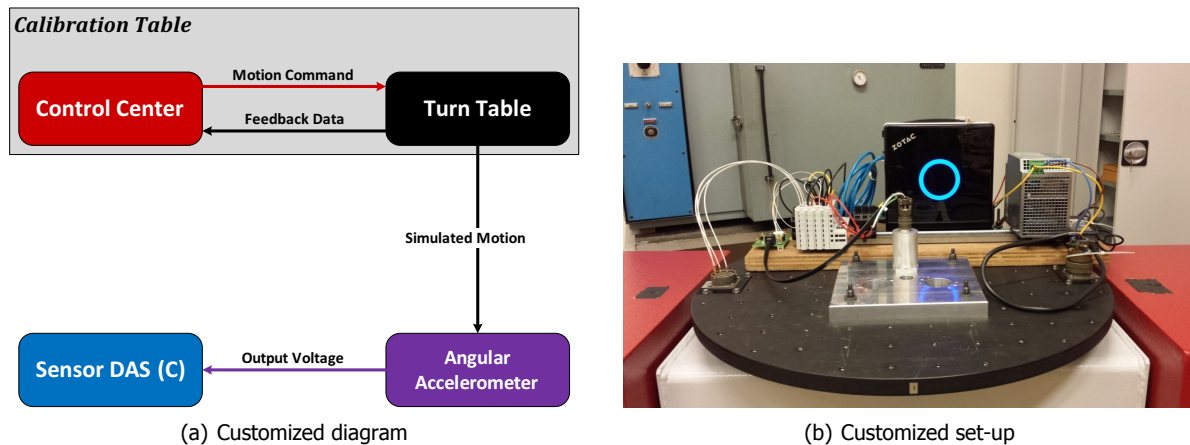 Calibration Table
Motion Command
Control Center
Turn Table
Feedback Data
Simulated Motion
Output Voltage
Sensor DAS (C)
Angular
Accelerometer
(a) Customized diagram
ZOTAC
(b) Customized set-up